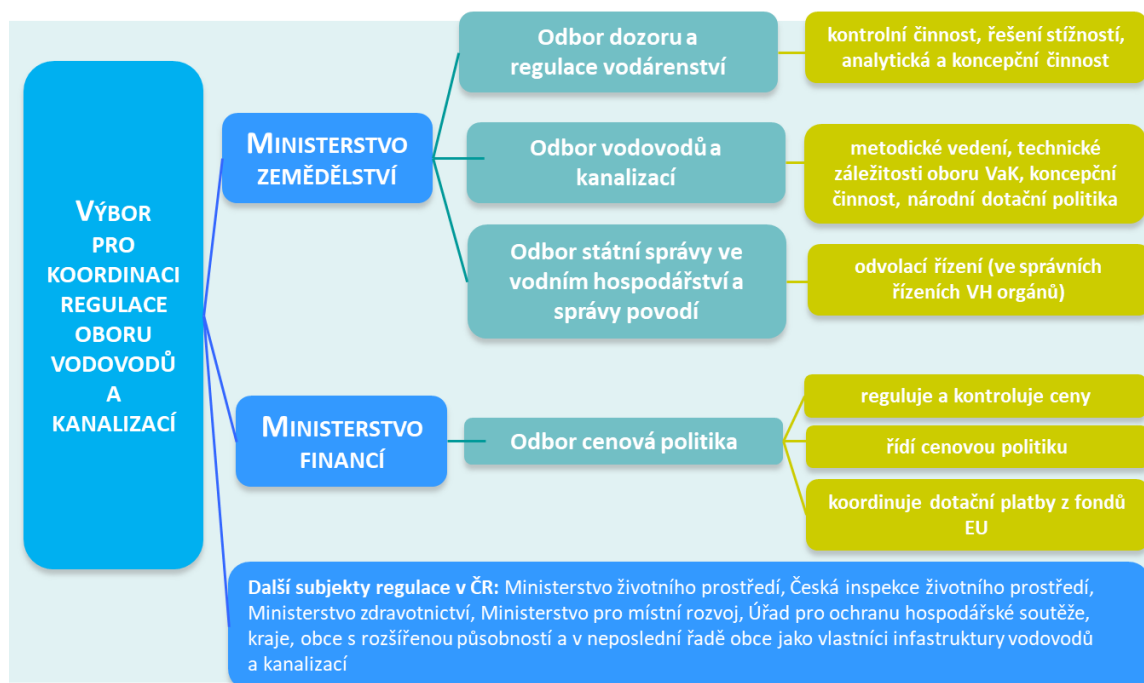 VÝBOR
PRO
KOORDINACI
REGULACE
OBORU
VODOVODŮ
A
KANALIZACÍ
MINISTERSTVO
ZEMĚDĚLSTVÍ
Odbor dozoru a
regulace vodárenství
kontrolní činnost, řešení stížností,
analytická a koncepční činnost
Odbor vodovodů a
kanalizací
metodické vedení, technické
záležitosti oboru VaK, koncepční
činnost, národní dotační politika
Odbor státní správy ve
vodním hospodářství a
správy povodí
odvolací řízení (ve správních
řízeních VH orgánů)
MINISTERSTVO
FINANCÍ
Odbor cenová politika
reguluje a kontroluje ceny
řídí cenovou politiku
koordinuje dotační platby z fondů
EU
Další subjekty regulace v ČR: Ministerstvo životního prostředí, Česká inspekce životního prostředí,
Ministerstvo zdravotnictví, Ministerstvo pro místní rozvoj, Úřad pro ochranu hospodářské soutěže,
kraje, obce s rozšířenou působností a v neposlední řadě obce jako vlastníci infastruktury vodovodů
a kanalizací